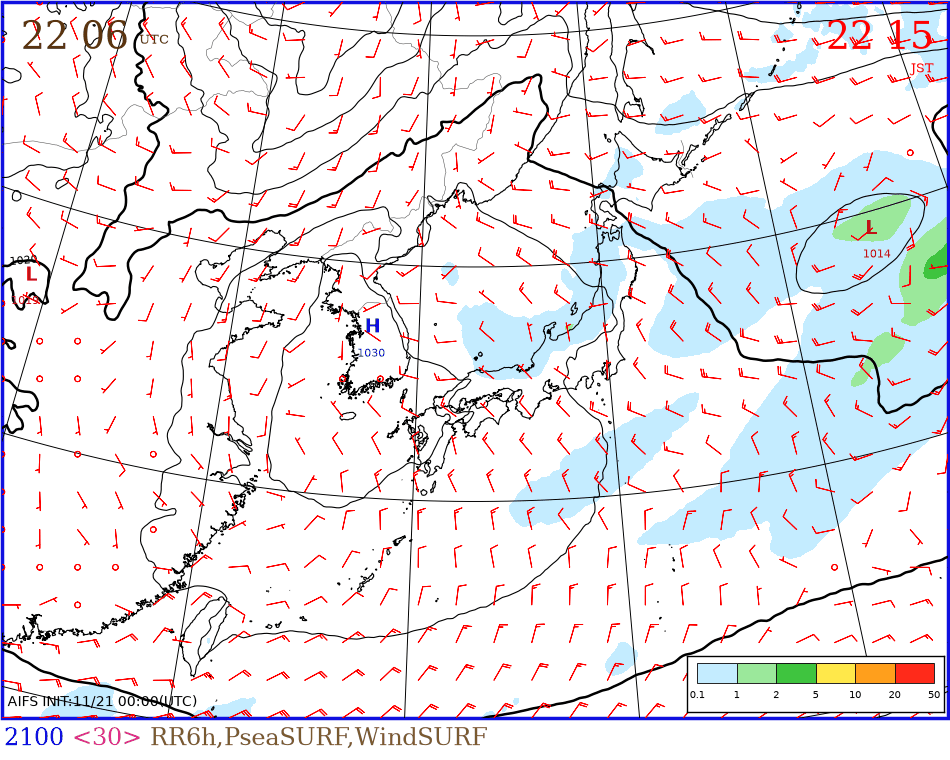 22 06 UTC
22 15 JST
L
1014
1020
L
H
1030
0.1 1 2 5 10 20 50
AIFS INIT:11/21 00:00(UTC)
2100 <30> RR6h,PseaSURF,WindSURF